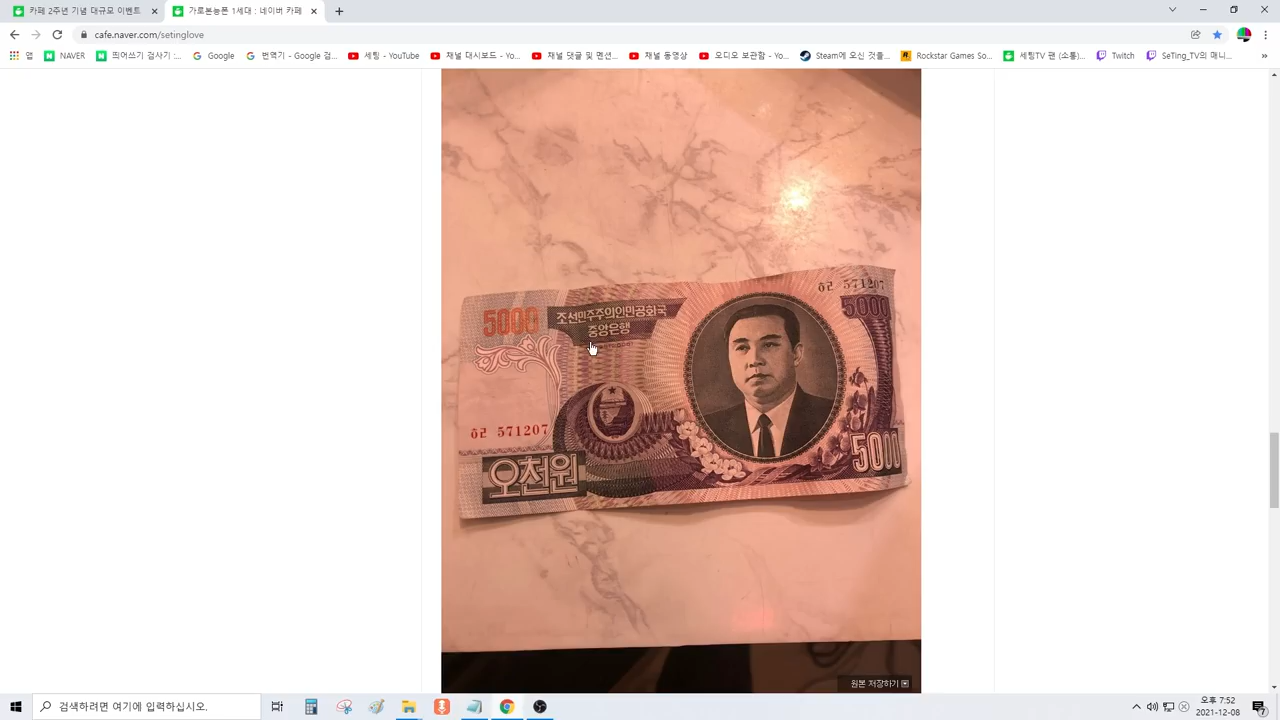 카페 2주년 기념 대규모 이벤트
가로본능폰 1세대 : 네이버 카페
cafe.naver.com/setinglove
앱
NAVER
띄어쓰기 검사기 :...
Google
번역기 - Google 검...
세팅 - YouTube
채널 대시보드 - Yo...
채널 댓글 및 멘션...
채널 동영상
오디오 보관함 - Yo...
Steam에 오신 것을...
Rockstar Games So...
세팅TV 팬 (소통)...
Twitch
SeTing_TV의 매니...
ㅎㄹ 571207
5000
조선민주주의인민공화국
5000
중앙은행
ㅎㄹ 571207
5000
오천원
원본 저장하기
검색하려면 여기에 입력하십시오.
오후 7:52
2021-12-08
7